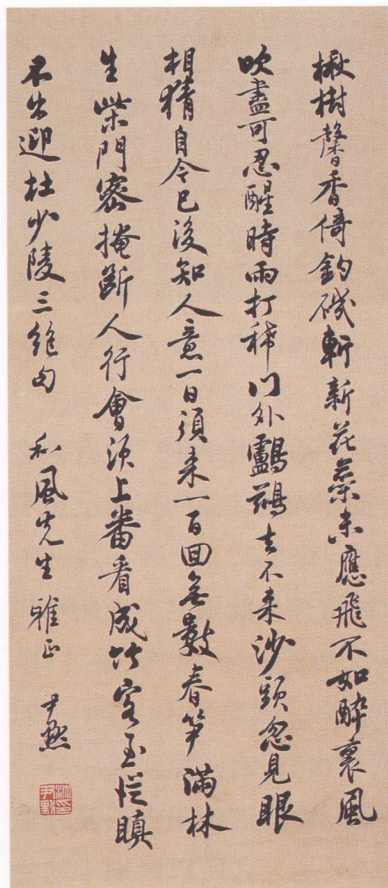 楸樹馨香倚釣磯斬新花蘂未應飛不如醉裏風
吹盡可忍醒時雨打稀門外鸕鷀去不來沙頭忽見眼
相猜自今已後知人意一日須來一百回無數春笋滿林
生柴門密掩斷人行會須上番看成竹客至從瞋
不出迎杜少陵三絕句 和風先生雅正 尹默